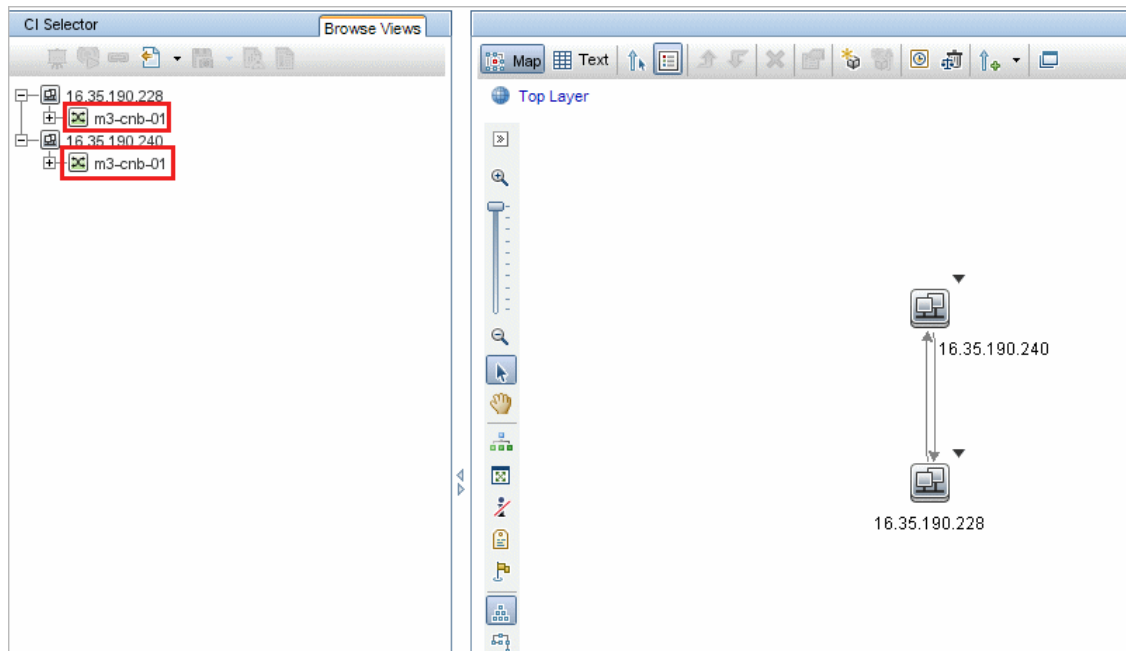 CI Selector
Browse Views
16.35.190.228
m3-cnb-01
16.35.190.240
m3-cnb-01
Map
Text
Top Layer
16.35.190.240
16.35.190.228